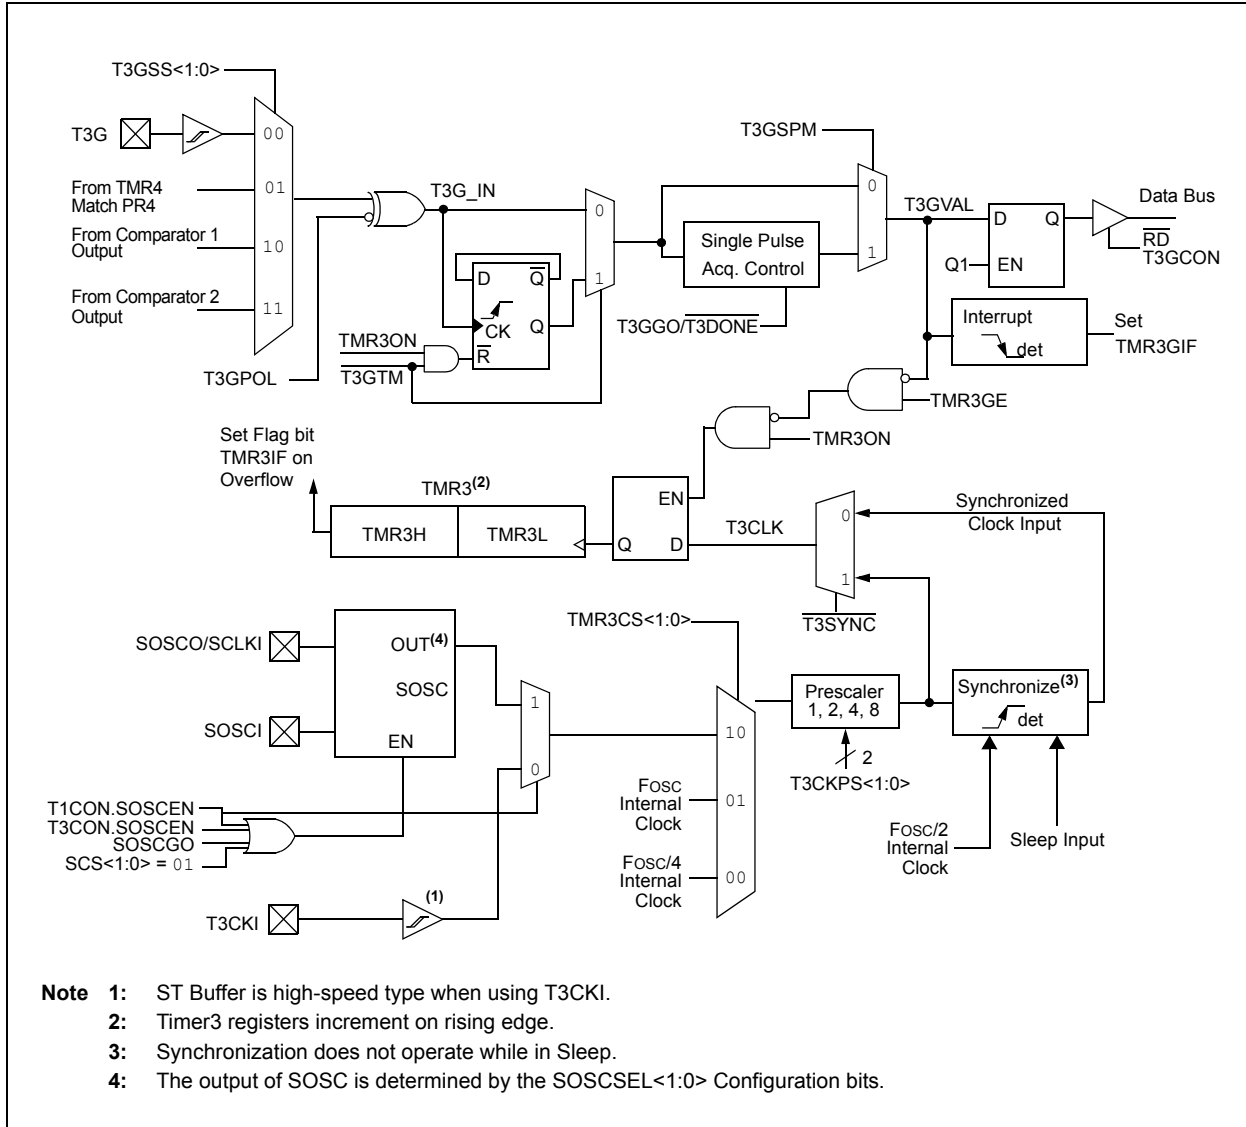 T3GSS<1:0>
T3G
00
From TMR4
Match PR4
01
From Comparator 1
Output
10
From Comparator 2
Output
11
T3GPOL
T3G_IN
0
1
D
Q
CK
Q
R
TMR3ON
T3GTM
T3GSPM
Single Pulse
Acq. Control
T3GGO/T3DONE
0
1
T3GVAL
D
Q
Q1
EN
Data Bus
RD
T3GCON
Interrupt
det
Set
TMR3GIF
TMR3GE
TMR3ON
Set Flag bit
TMR3IF on
Overflow
TMR3(2)
TMR3H
TMR3L
EN
Q
D
T3CLK
0
1
T3SYNC
Synchronized
Clock Input
SOSCO/SCLKI
OUT(4)
SOSC
SOSCI
EN
1
0
T1CON.SOSCEN
T3CON.SOSCEN
SOSCGO
SCS<1:0> = 01
T3CKI
(1)
TMR3CS<1:0>
10
FOSC
Internal
Clock
01
FOSC/4
Internal
Clock
00
Prescaler
1, 2, 4, 8
2
T3CKPS<1:0>
Synchronize(3)
det
FOSC/2
Internal
Clock
Sleep Input
Note 1: ST Buffer is high-speed type when using T3CKI.
2: Timer3 registers increment on rising edge.
3: Synchronization does not operate while in Sleep.
4: The output of SOSC is determined by the SOSCSEL<1:0> Configuration bits.